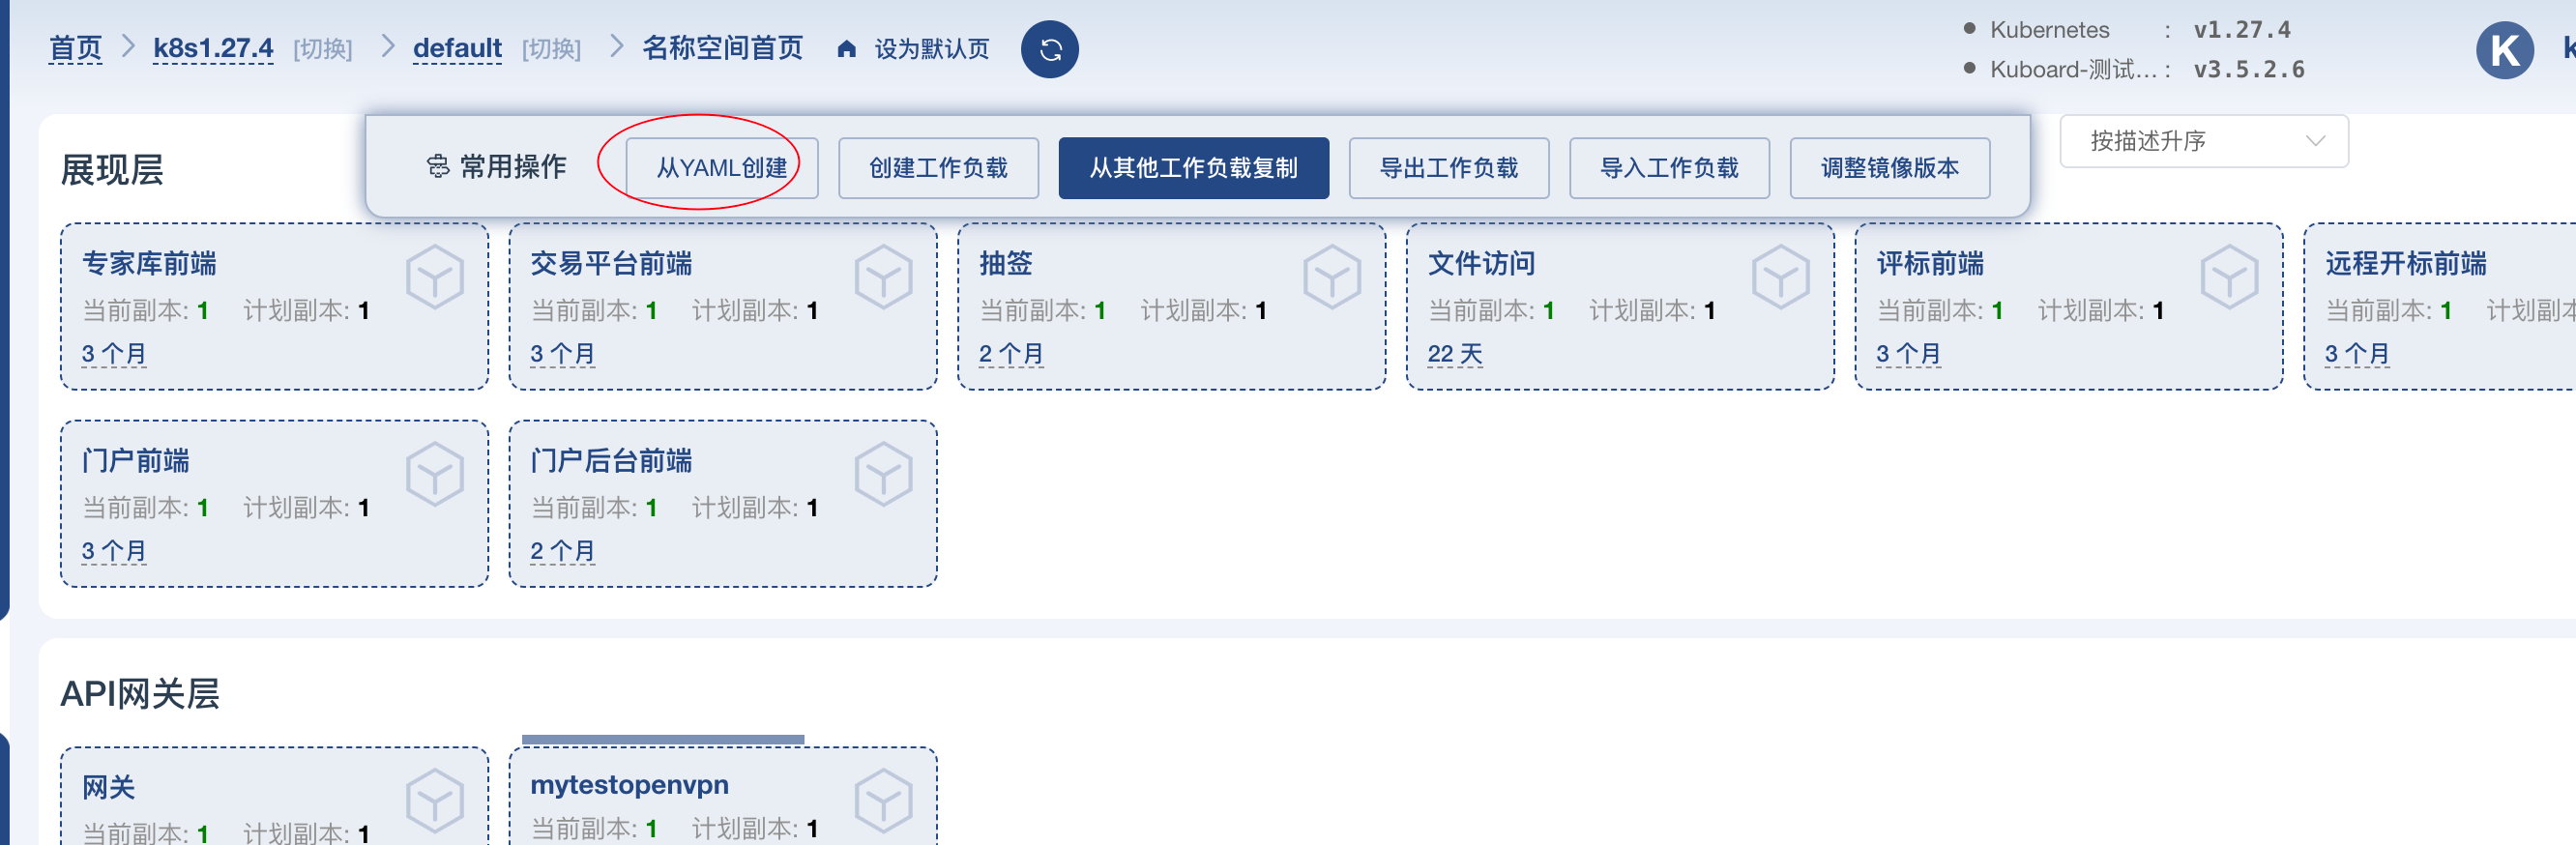 首页 > k8s1.27.4 [切换] > default [切换] > 名称空间首页 设为默认页
Kubernetes : v1.27.4
Kuboard-测试... : v3.5.2.6
K
展现层
常用操作 从YAML创建 创建工作负载 从其他工作负载复制 导出工作负载 导入工作负载 调整镜像版本
按描述升序
专家库前端
当前副本: 1 计划副本: 1
3 个月
交易平台前端
当前副本: 1 计划副本: 1
3 个月
抽签
当前副本: 1 计划副本: 1
2 个月
文件访问
当前副本: 1 计划副本: 1
22 天
评标前端
当前副本: 1 计划副本: 1
3 个月
远程开标前端
当前副本: 1 计划副
3 个月
门户前端
当前副本: 1 计划副本: 1
3 个月
门户后台前端
当前副本: 1 计划副本: 1
2 个月
API网关层
网关
当前副本: 1 计划副本: 1
mytestopenvpn
当前副本: 1 计划副本: 1